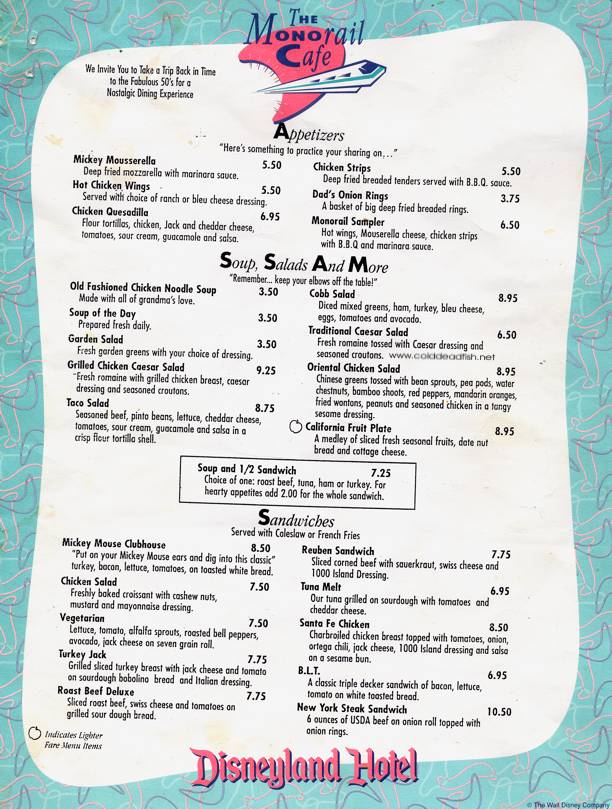 The
Monorail
Cafe
We Invite You to Take a Trip Back in Time
to the Fabulous 50's for a
Nostalgic Dining Experience
Appetizers
"Here's something to practice your sharing on..."
Mickey Mousserella 5.50
Deep fried mozzarella with marinara sauce.
Hot Chicken Wings 5.50
Served with choice of ranch or bleu cheese dressing.
Chicken Quesadilla 6.95
Flour tortillas, chicken, Jack and cheddar cheese,
tomatoes, sour cream, guacamole and salsa.
Chicken Strips 5.50
Deep fried breaded tenders served with B.B.Q. sauce.
Dad's Onion Rings 3.75
A basket of big deep fried breaded rings.
Monorail Sampler 6.50
Hot wings, Mouserella cheese, chicken strips
with B.B.Q and marinara sauce.
Soup, Salads And More
"Remember... keep your elbows off the table!"
Old Fashioned Chicken Noodle Soup 3.50
Made with all of grandma's love.
Soup of the Day 3.50
Prepared fresh daily.
Garden Salad 3.50
Fresh garden greens with your choice of dressing.
Grilled Chicken Caesar Salad 9.25
Fresh romaine with grilled chicken breast, caesar
dressing and seasoned croutons.
Taco Salad 8.75
Seasoned beef, pinto beans, lettuce, cheddar cheese,
tomatoes, sour cream, guacamole and salsa in a
crisp flour tortilla shell.
Cobb Salad 8.95
Diced mixed greens, ham, turkey, bleu cheese,
eggs, tomatoes and avocado.
Traditional Caesar Salad 6.50
Fresh romaine tossed with Caesar dressing and
seasoned croutons. www.colddeadfish.net
Oriental Chicken Salad 8.95
Chinese greens tossed with bean sprouts, pea pods, water
chestnuts, bamboo shoots, red peppers, mandarin oranges,
fried wontons, peanuts and seasoned chicken in a tangy
sesame dressing.
California Fruit Plate 8.95
A medley of sliced fresh seasonal fruits, date nut
bread and cottage cheese.
Soup and 1/2 Sandwich 7.25
Choice of one: roast beef, tuna, ham or turkey. For
hearty appetites add 2.00 for the whole sandwich.
Sandwiches
Served with Coleslaw or French Fries
Mickey Mouse Clubhouse 8.50
"Put on your Mickey Mouse ears and dig into this classic"
turkey, bacon, lettuce, tomatoes, on toasted white bread.
Chicken Salad 7.50
Freshly baked croissant with cashew nuts,
mustard and mayonnaise dressing.
Vegetarian 7.50
Lettuce, tomato, alfalfa sprouts, roasted bell peppers,
avocado, jack cheese on seven grain roll.
Turkey Jack 7.75
Grilled sliced turkey breast with jack cheese and tomato
on sourdough bobolino bread and Italian dressing.
Roast Beef Deluxe 7.75
Sliced roast beef, swiss cheese and tomatoes on
grilled sour dough bread.
Reuben Sandwich 7.75
Sliced corned beef with sauerkraut, swiss cheese and
1000 Island Dressing.
Tuna Melt 6.95
Our tuna grilled on sourdough with tomatoes and
cheddar cheese.
Santa Fe Chicken 8.50
Charbroiled chicken breast topped with tomatoes, onion,
ortega chili, jack cheese, 1000 Island dressing and salsa
on a sesame bun.
B.L.T. 6.95
A classic triple decker sandwich of bacon, lettuce,
tomato on white toasted bread.
New York Steak Sandwich 10.50
6 ounces of USDA beef on onion roll topped with
onion rings.
Indicates Lighter
Fare Menu Items
Disneyland Hotel
© The Walt Disney Company